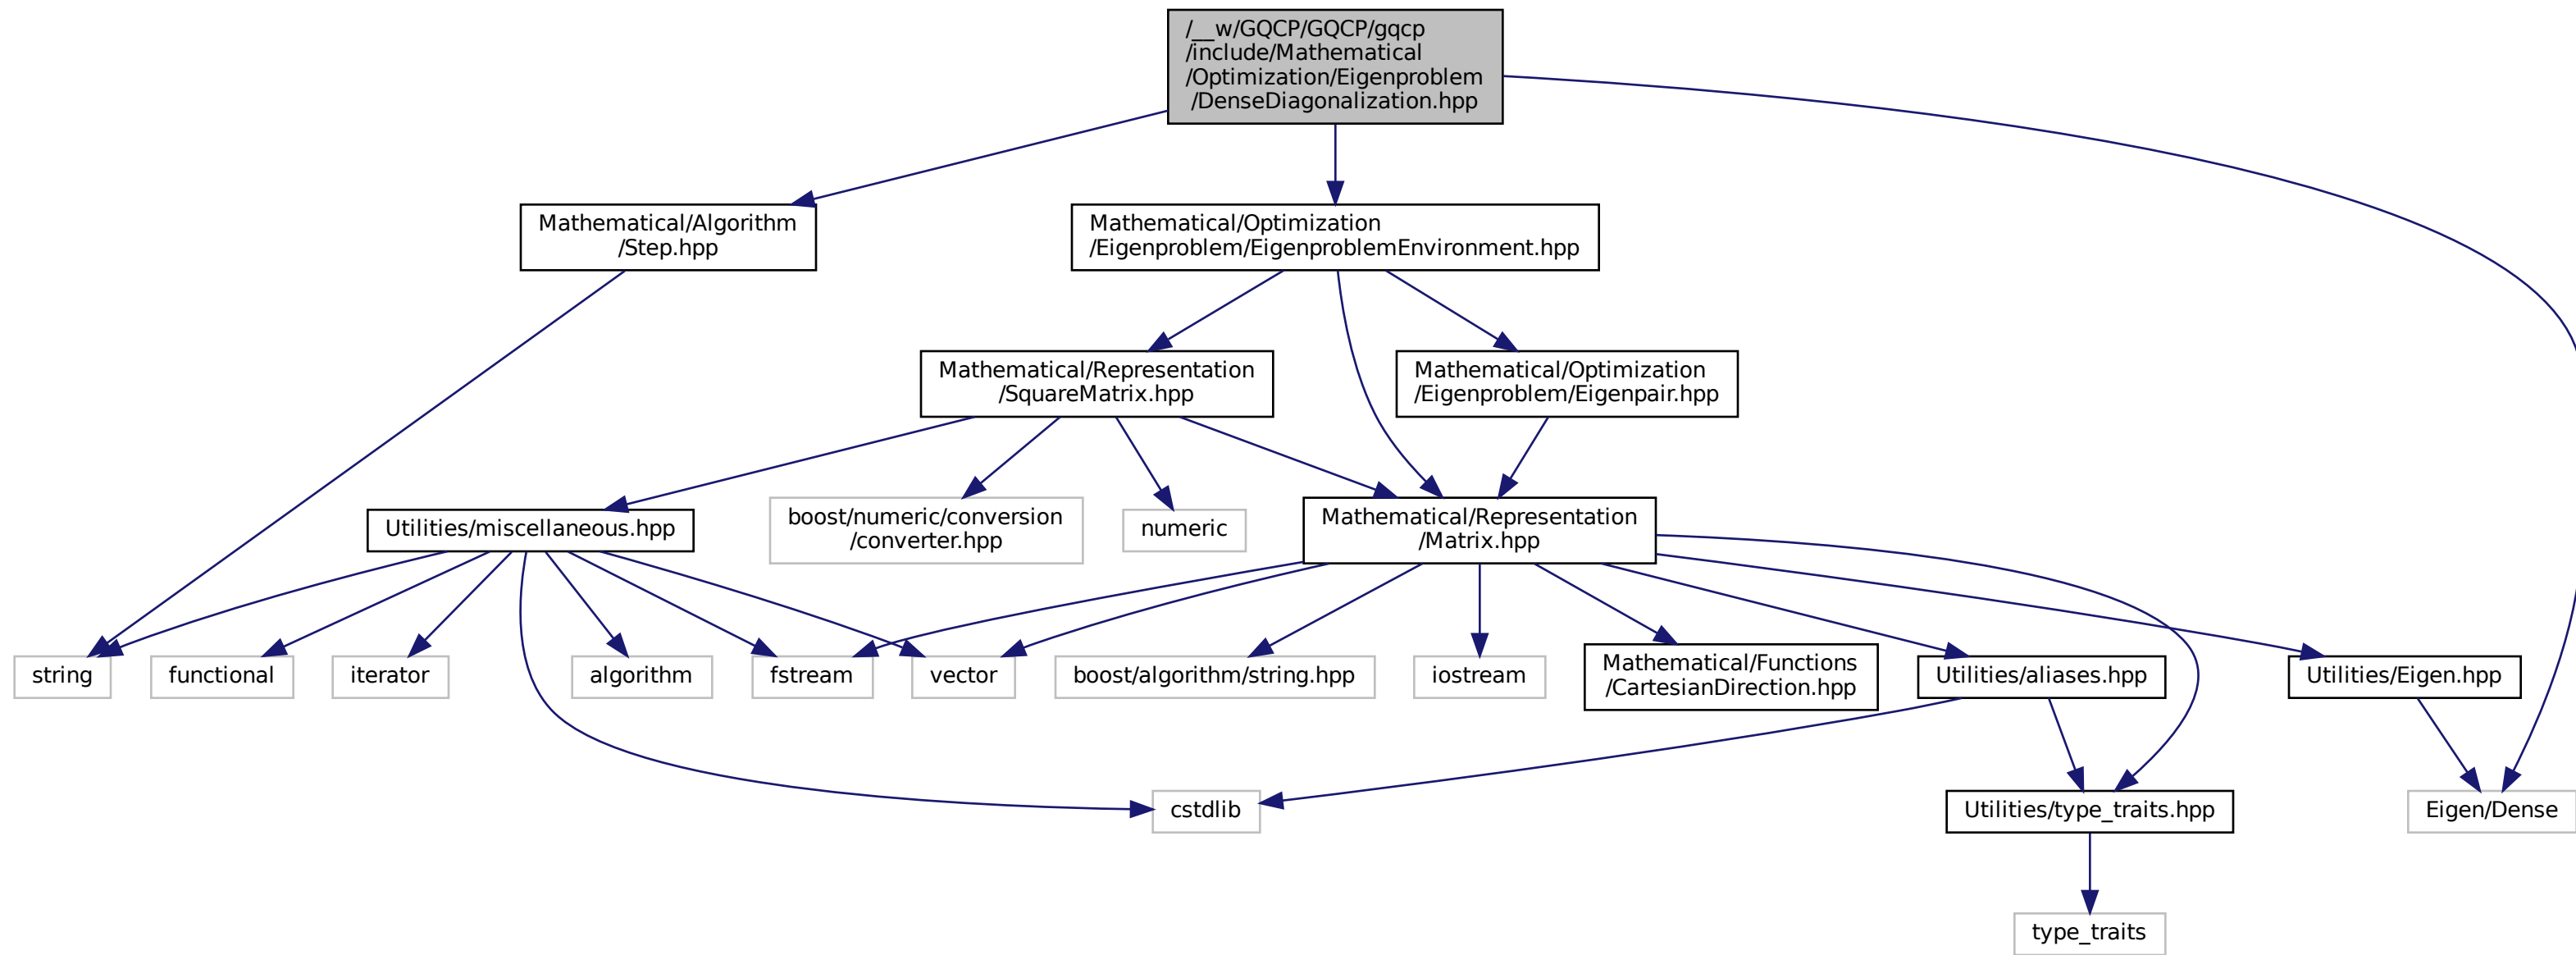 /__w/GQCP/GQCP/gqcp
/include/Mathematical
/Optimization/Eigenproblem
/DenseDiagonalization.hpp
Mathematical/Algorithm
/Step.hpp
Mathematical/Optimization
/Eigenproblem/EigenproblemEnvironment.hpp
Mathematical/Representation
/SquareMatrix.hpp
Mathematical/Optimization
/Eigenproblem/Eigenpair.hpp
Utilities/miscellaneous.hpp
boost/numeric/conversion
/converter.hpp
numeric
Mathematical/Representation
/Matrix.hpp
string
functional
iterator
algorithm
fstream
vector
boost/algorithm/string.hpp
iostream
Mathematical/Functions
/CartesianDirection.hpp
Utilities/aliases.hpp
Utilities/Eigen.hpp
cstdlib
Utilities/type_traits.hpp
Eigen/Dense
type_traits